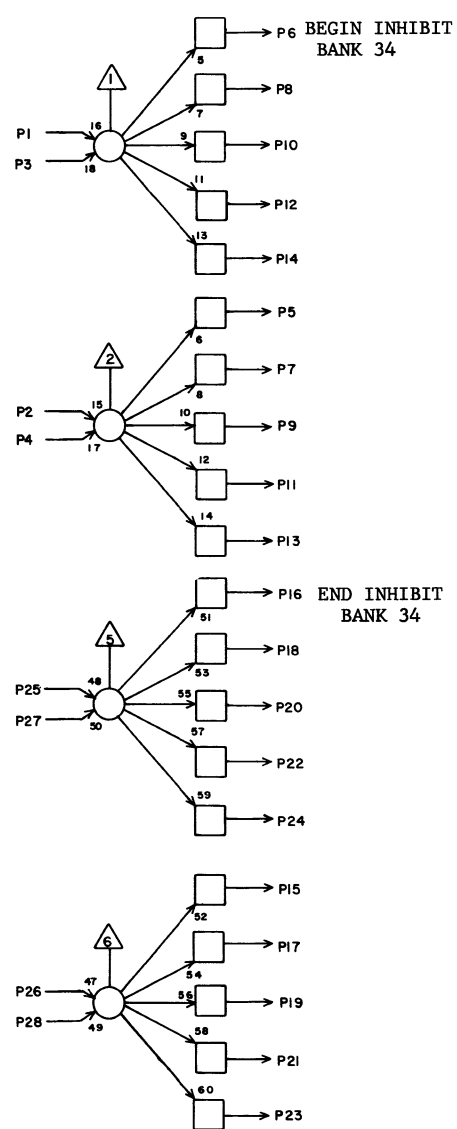 P6 BEGIN INHIBIT
BANK 34
5
1
P8
7
16
P1
9
P10
P3
18
11
P12
13
P14
P5
6
2
P7
8
15
P2
10
P9
P4
17
12
P11
14
P13
P16 END INHIBIT
BANK 34
51
5
P18
53
48
P25
55
P20
P27
50
57
P22
59
P24
P15
52
6
P17
54
47
P26
56
P19
P28
49
58
P21
60
P23